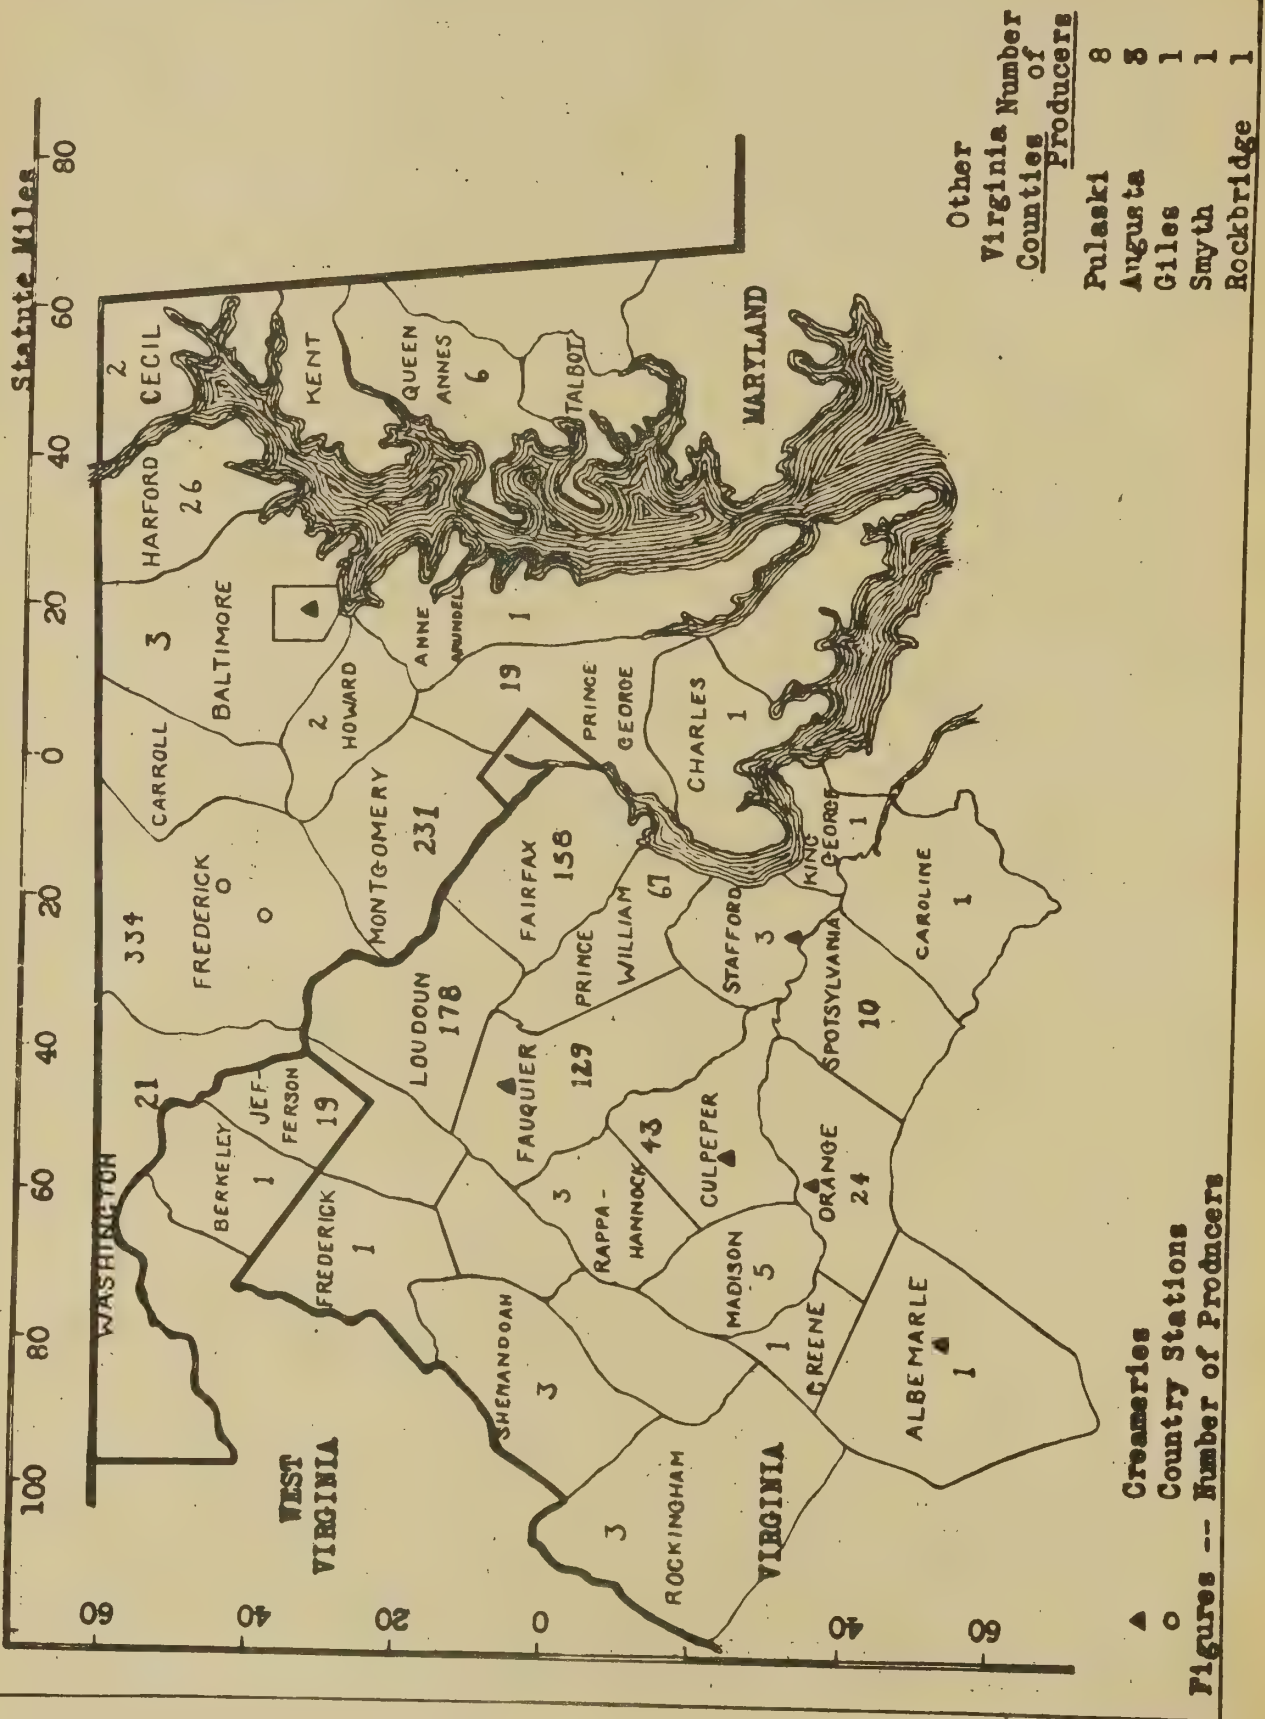 Statute Miles
100
80
60
40
20
0
20
40
60
80
60
40
20
0
40
60
WASHINGTON
21
334
FREDERICK
CARROLL
3
BALTIMORE
HARFORD
26
2
CECIL
KENT
QUEEN
ANNES
6
TALBOT
WEST
VIRGINIA
BERKELEY
1
JEF-
FERSON
19
MONTGOMERY
231
2
HOWARD
ANNE
ARUNDEL
1
19
PRINCE
GEORGE
CHARLES
1
MARYLAND
FREDERICK
1
LOUDOUN
178
FAIRFAX
158
PRINCE
WILLIAM
67
FAUQUIER
129
SHENANDOAH
3
3
RAPPA-
HANNOCK
43
CULPEPER
STAFFORD
3
KING
GEORGE
1
ROCKINGHAM
3
VIRGINIA
MADISON
5
1
GREENE
ORANGE
24
SPOTSYLVANIA
10
CAROLINE
1
ALBEMARLE
1
Other
Virginia Number
Counties of
Producers
Pulaski 8
Augusta
Giles 1
Smyth 1
Rockbridge 1
Creameries
Country Stations
Figures -- Number of Producers